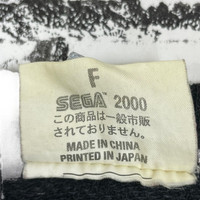 F
SEGA™ 2000
この商品は一般市販
されておりません。
MADE IN CHINA
PRINTED IN JAPAN